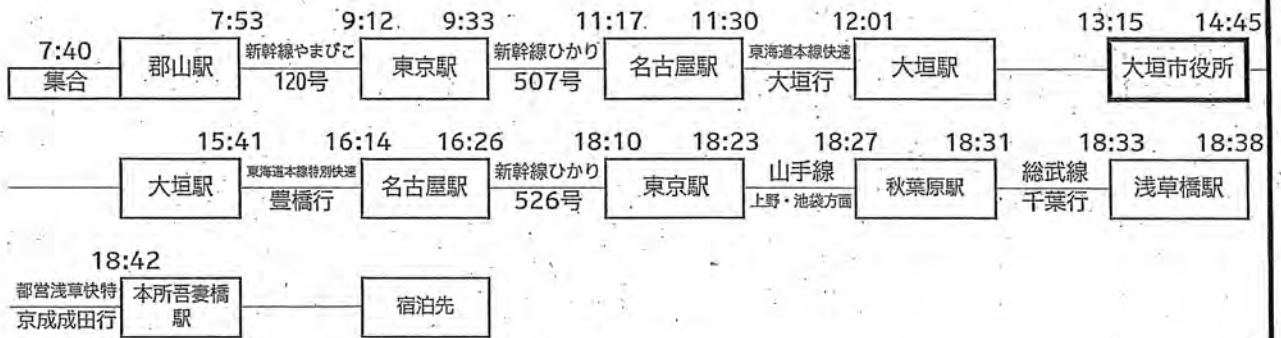 7:53 9:12 9:33 11:17 11:30 12:01 13:15 14:45
7:40
集合
郡山駅
新幹線やまびこ
120号
東京駅
新幹線ひかり
507号
名古屋駅
東海道本線快速
大垣行
大垣駅
大垣市役所
15:41 16:14 16:26 18:10 18:23 18:27 18:31 18:33 18:38
大垣駅
東海道本線特別快速
豊橋行
名古屋駅
新幹線ひかり
526号
東京駅
山手線
上野・池袋方面
秋葉原駅
総武線
千葉行
浅草橋駅
18:42
都営浅草快特
京成成田行
本所吾妻橋
駅
宿泊先